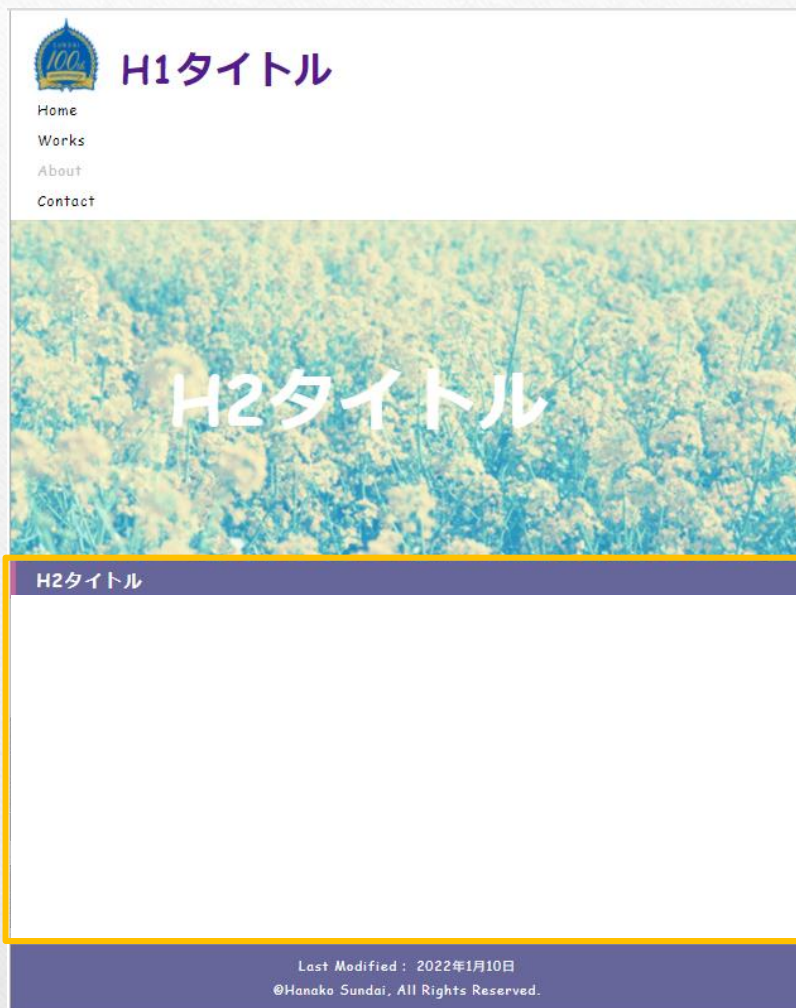 SUNDAI
100th
H1タイトル
Home
Works
About
Contact
H2タイトル
H2タイトル
Last Modified : 2022年1月10日
©Hanako Sundai, All Rights Reserved.